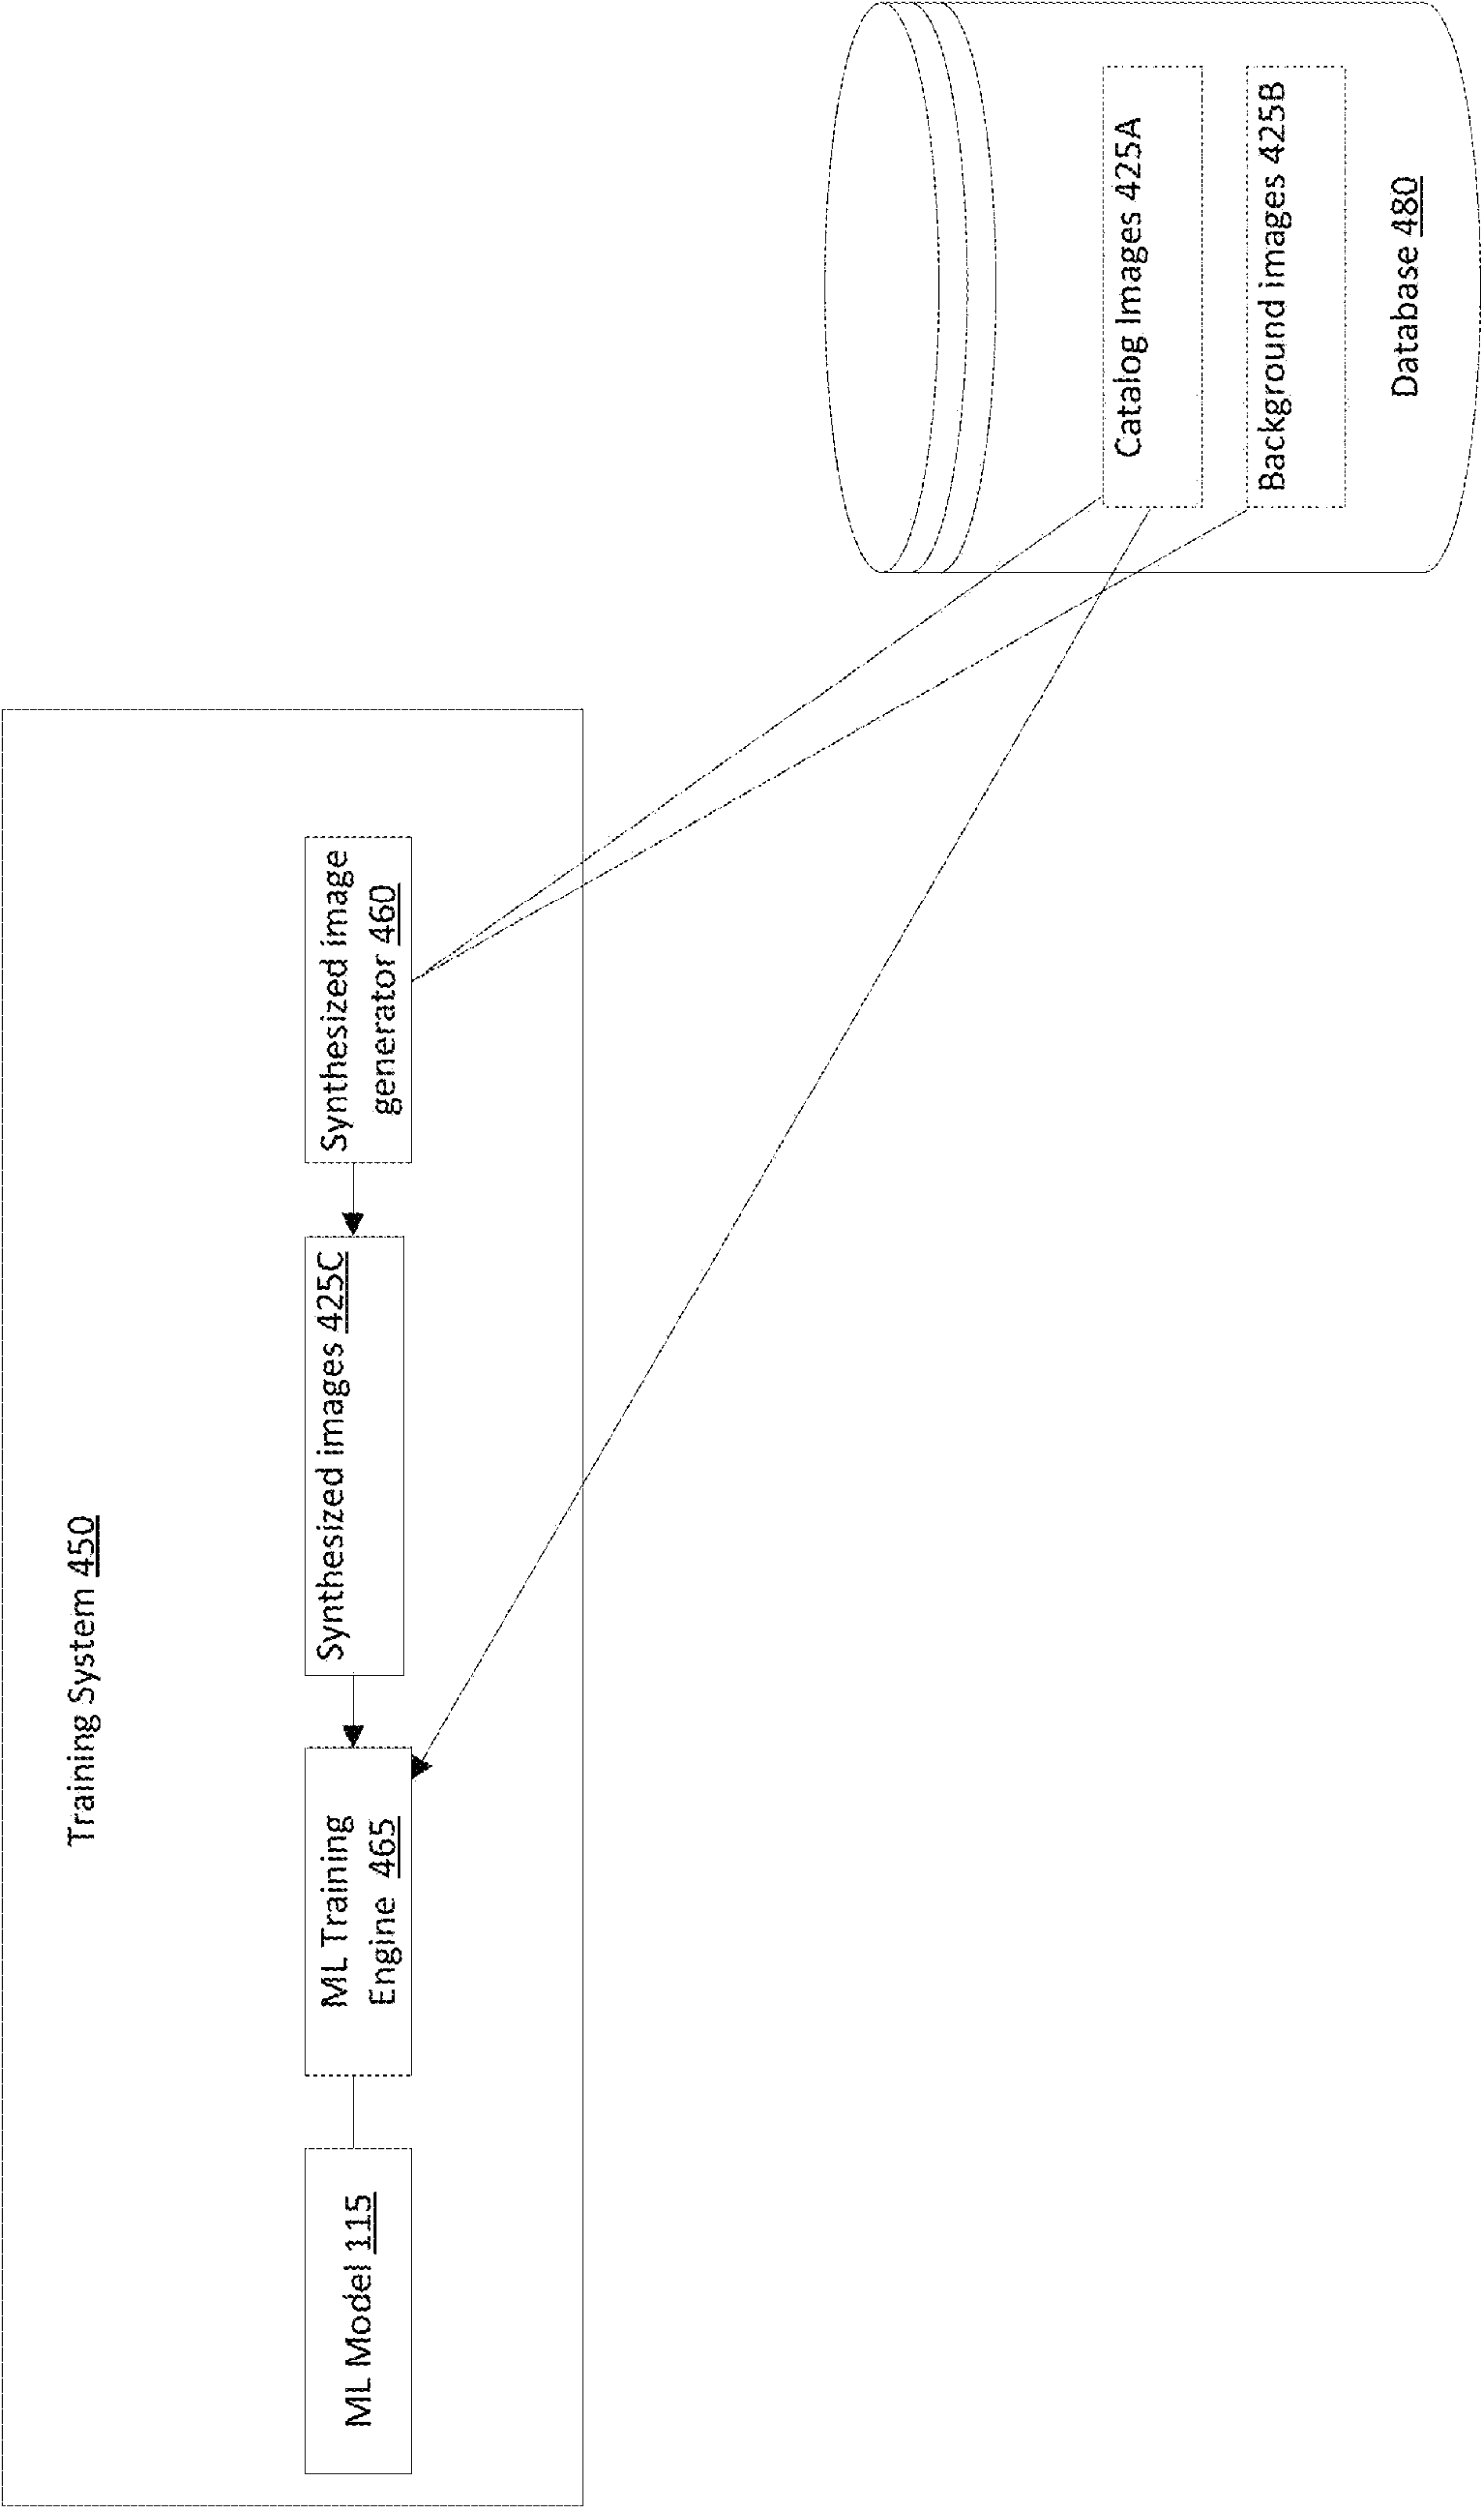 Training System 450
ML Model 115
ML Training
Engine 465
Synthesized images 425C
Synthesized image
generator 460
Catalog Images 425A
Background images 425B
Database 480